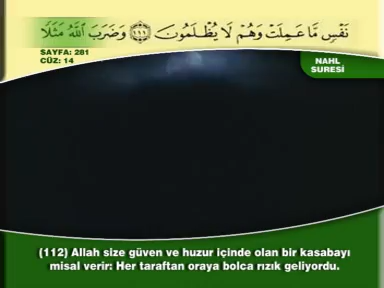 نَفْسٍ مَّا عَمِلَتْ وَهُمْ لَا يُظْلَمُونَ ﴿١١١﴾ وَضَرَبَ اللّٰهُ مَثَلًا
SAYFA: 281
CÜZ: 14
NAHL
SURESİ
(112) Allah size güven ve huzur içinde olan bir kasabayı
misal verir: Her taraftan oraya bolca rızık geliyordu.